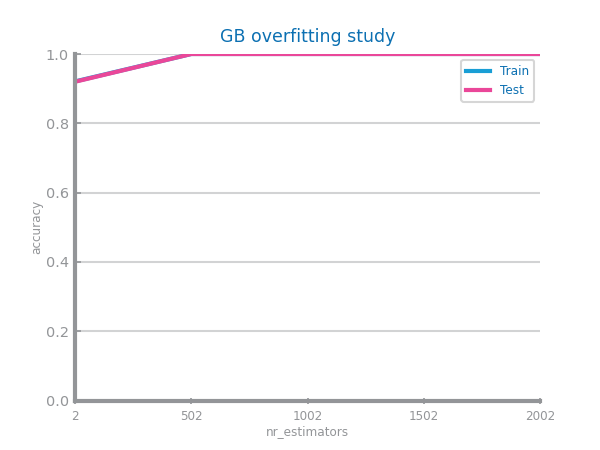 GB overfitting study
1.0
0.8
0.6
0.4
0.2
0.0
accuracy
Train
Test
2 502 1002 1502 2002
nr_estimators